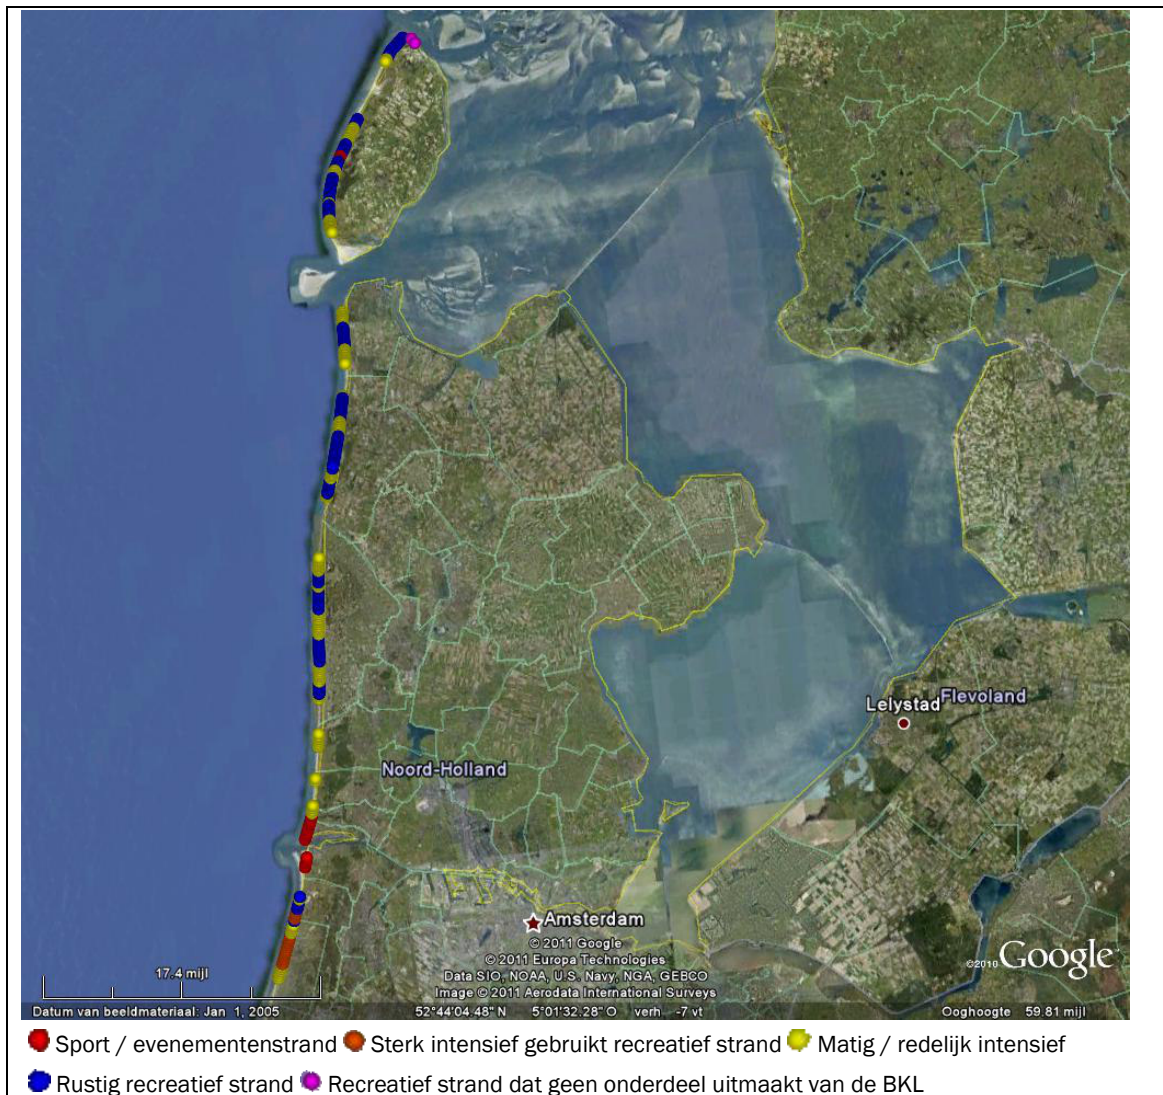 Lelystad
Flevoland
Noord-Holland
Amsterdam
© 2011 Google
© 2011 Europa Technologies
Data SIO, NOAA, U.S. Navy, NGA, GEBCO
Image © 2011 Aerodata International Surveys
©2010 Google
17.4 mijl
Datum van beeldmateriaal: Jan 1, 2005 52°44'04.48" N 5°01'32.28" O verh -7 vt Ooghoogte 59.81 mijl
Sport / evenementenstrand Sterk intensief gebruikt recreatief strand Matig / redelijk intensief
Rustig recreatief strand Recreatief strand dat geen onderdeel uitmaakt van de BKL